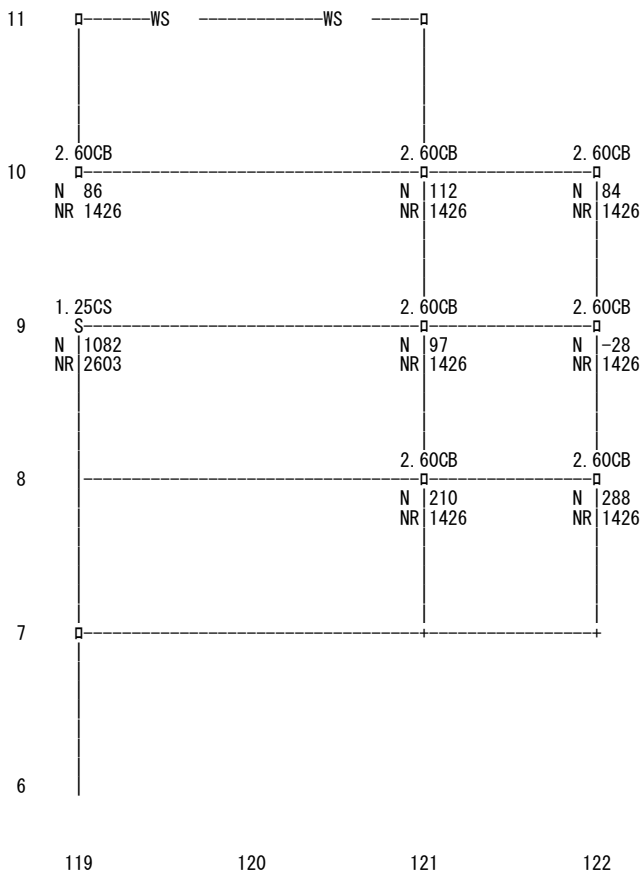 11 WS WS
2.60CB 2.60CB 2.60CB
10
N 86 N 112 N 84
NR 1426 NR 1426 NR 1426
1.25CS 2.60CB 2.60CB
9 S
N 1082 N 97 N -28
NR 2603 NR 1426 NR 1426
2.60CB 2.60CB
8
N 210 N 288
NR 1426 NR 1426
7
6
119 120 121 122